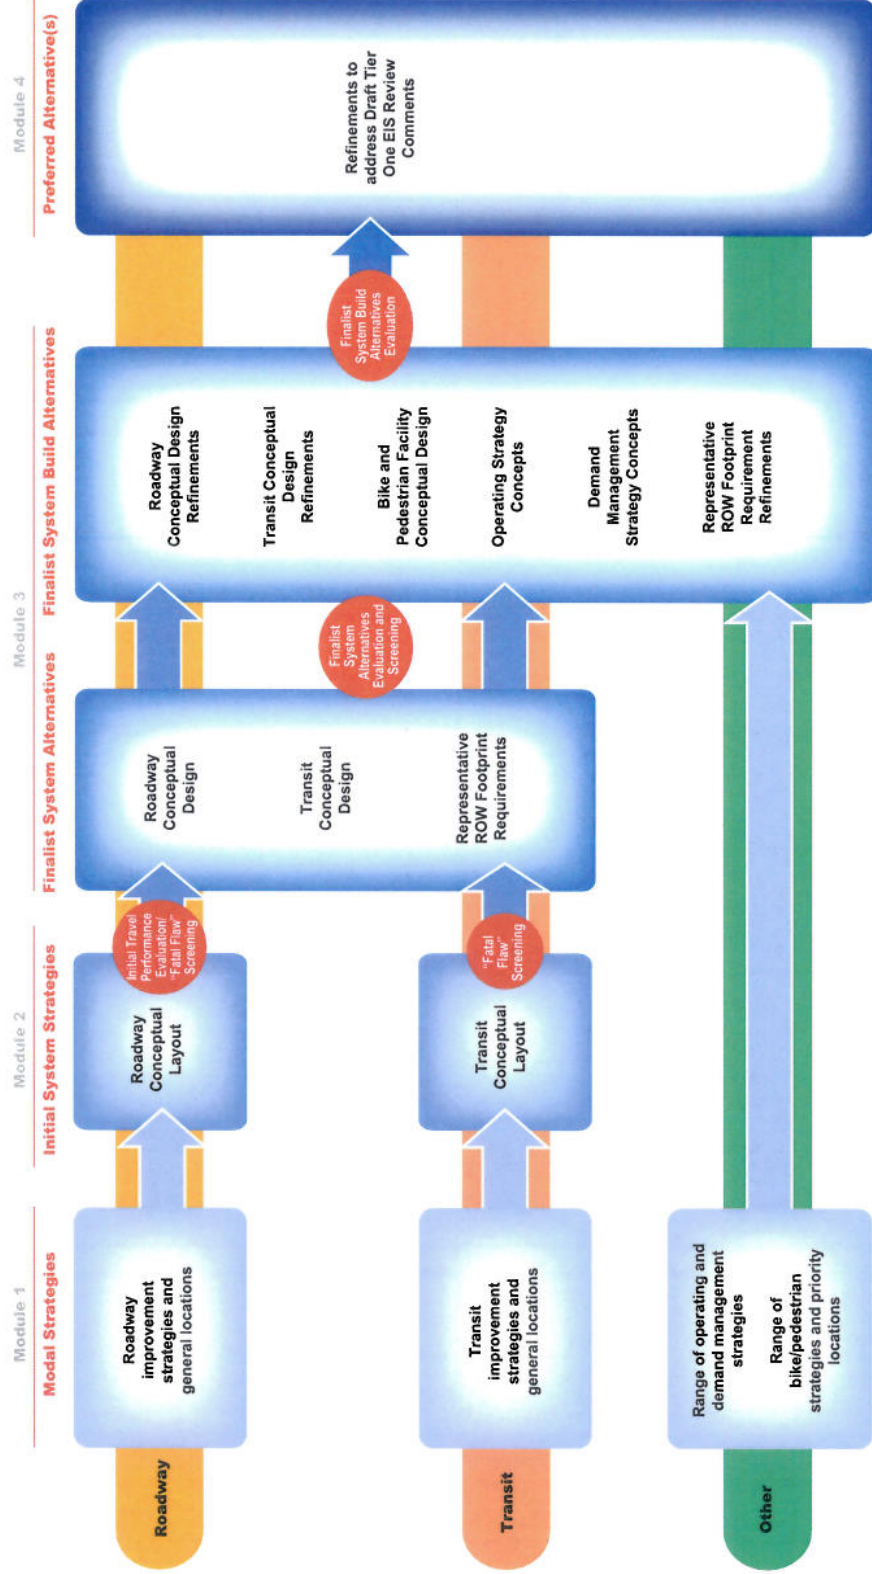 Module 1
Module 2
Module 3
Module 4
Modal Strategies
Initial System Strategies
Finalist System Alternatives
Finalist System Build Alternatives
Preferred Alternative(s)
Roadway
Roadway
improvement
strategies and
general locations
Roadway
Conceptual
Layout
Initial Travel
Performance
Evaluation/
"Fatal Flaw"
Screening
Transit
Transit
improvement
strategies and
general locations
Transit
Conceptual
Layout
"Fatal
Flaw"
Screening
Other
Range of operating and
demand management
strategies
Range of
bike/pedestrian
strategies and priority
locations
Roadway
Conceptual
Design
Transit
Conceptual
Design
Representative
ROW Footprint
Requirements
Finalist
System
Alternatives
Evaluation and
Screening
Roadway
Conceptual Design
Refinements
Transit Conceptual
Design
Refinements
Bike and
Pedestrian Facility
Conceptual Design
Operating Strategy
Concepts
Demand
Management
Strategy Concepts
Representative
ROW Footprint
Requirement
Refinements
Finalist
System Build
Alternatives
Evaluation
Refinements to
address Draft Tier
One EIS Review
Comments